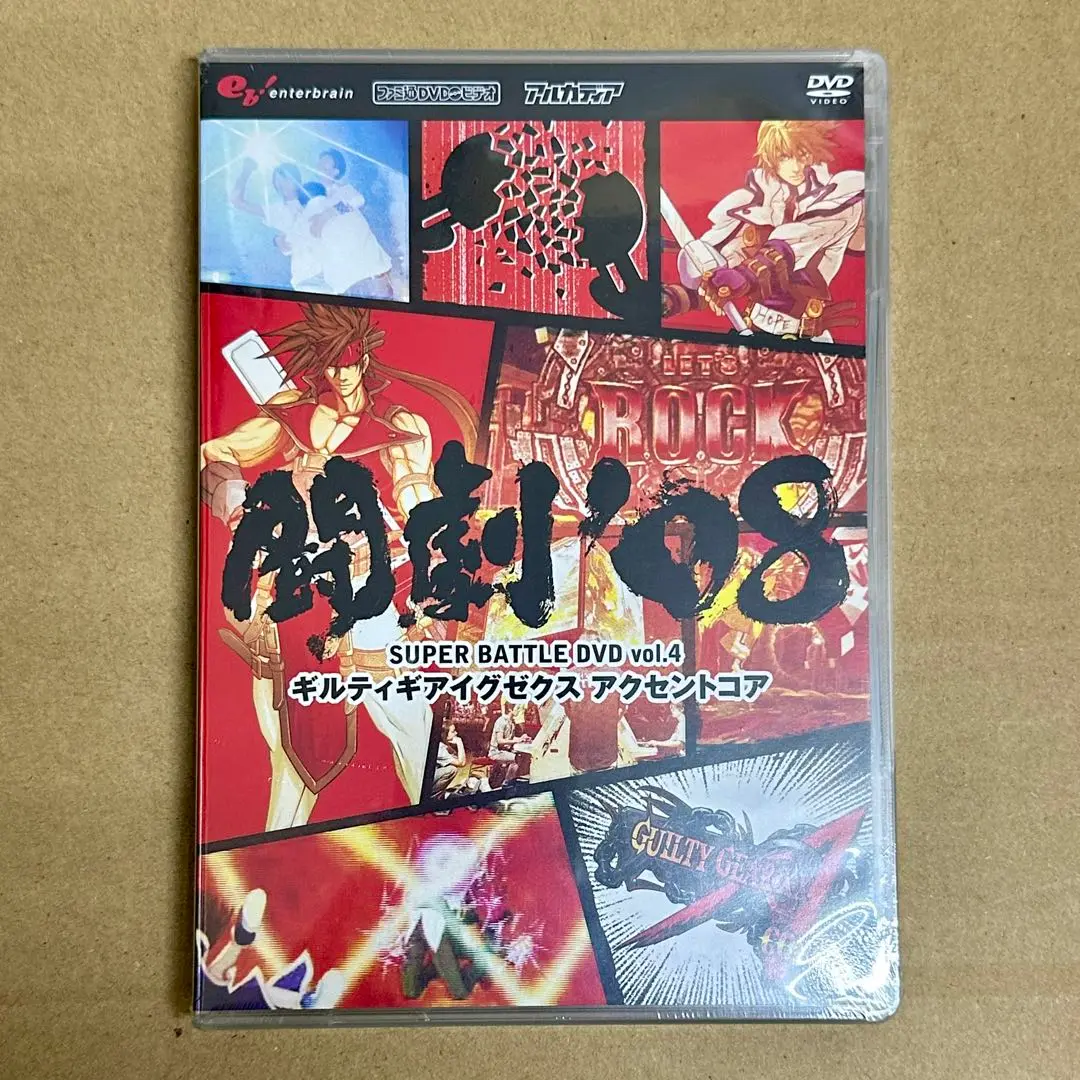 eb! enterbrain
ファミ通DVDビデオ
アルカディア
DVD
VIDEO
HOPE
LET'S
ROCK
闘劇'08
SUPER BATTLE DVD vol.4
ギルティギアイグゼクス アクセントコア
GUILTY GEAR